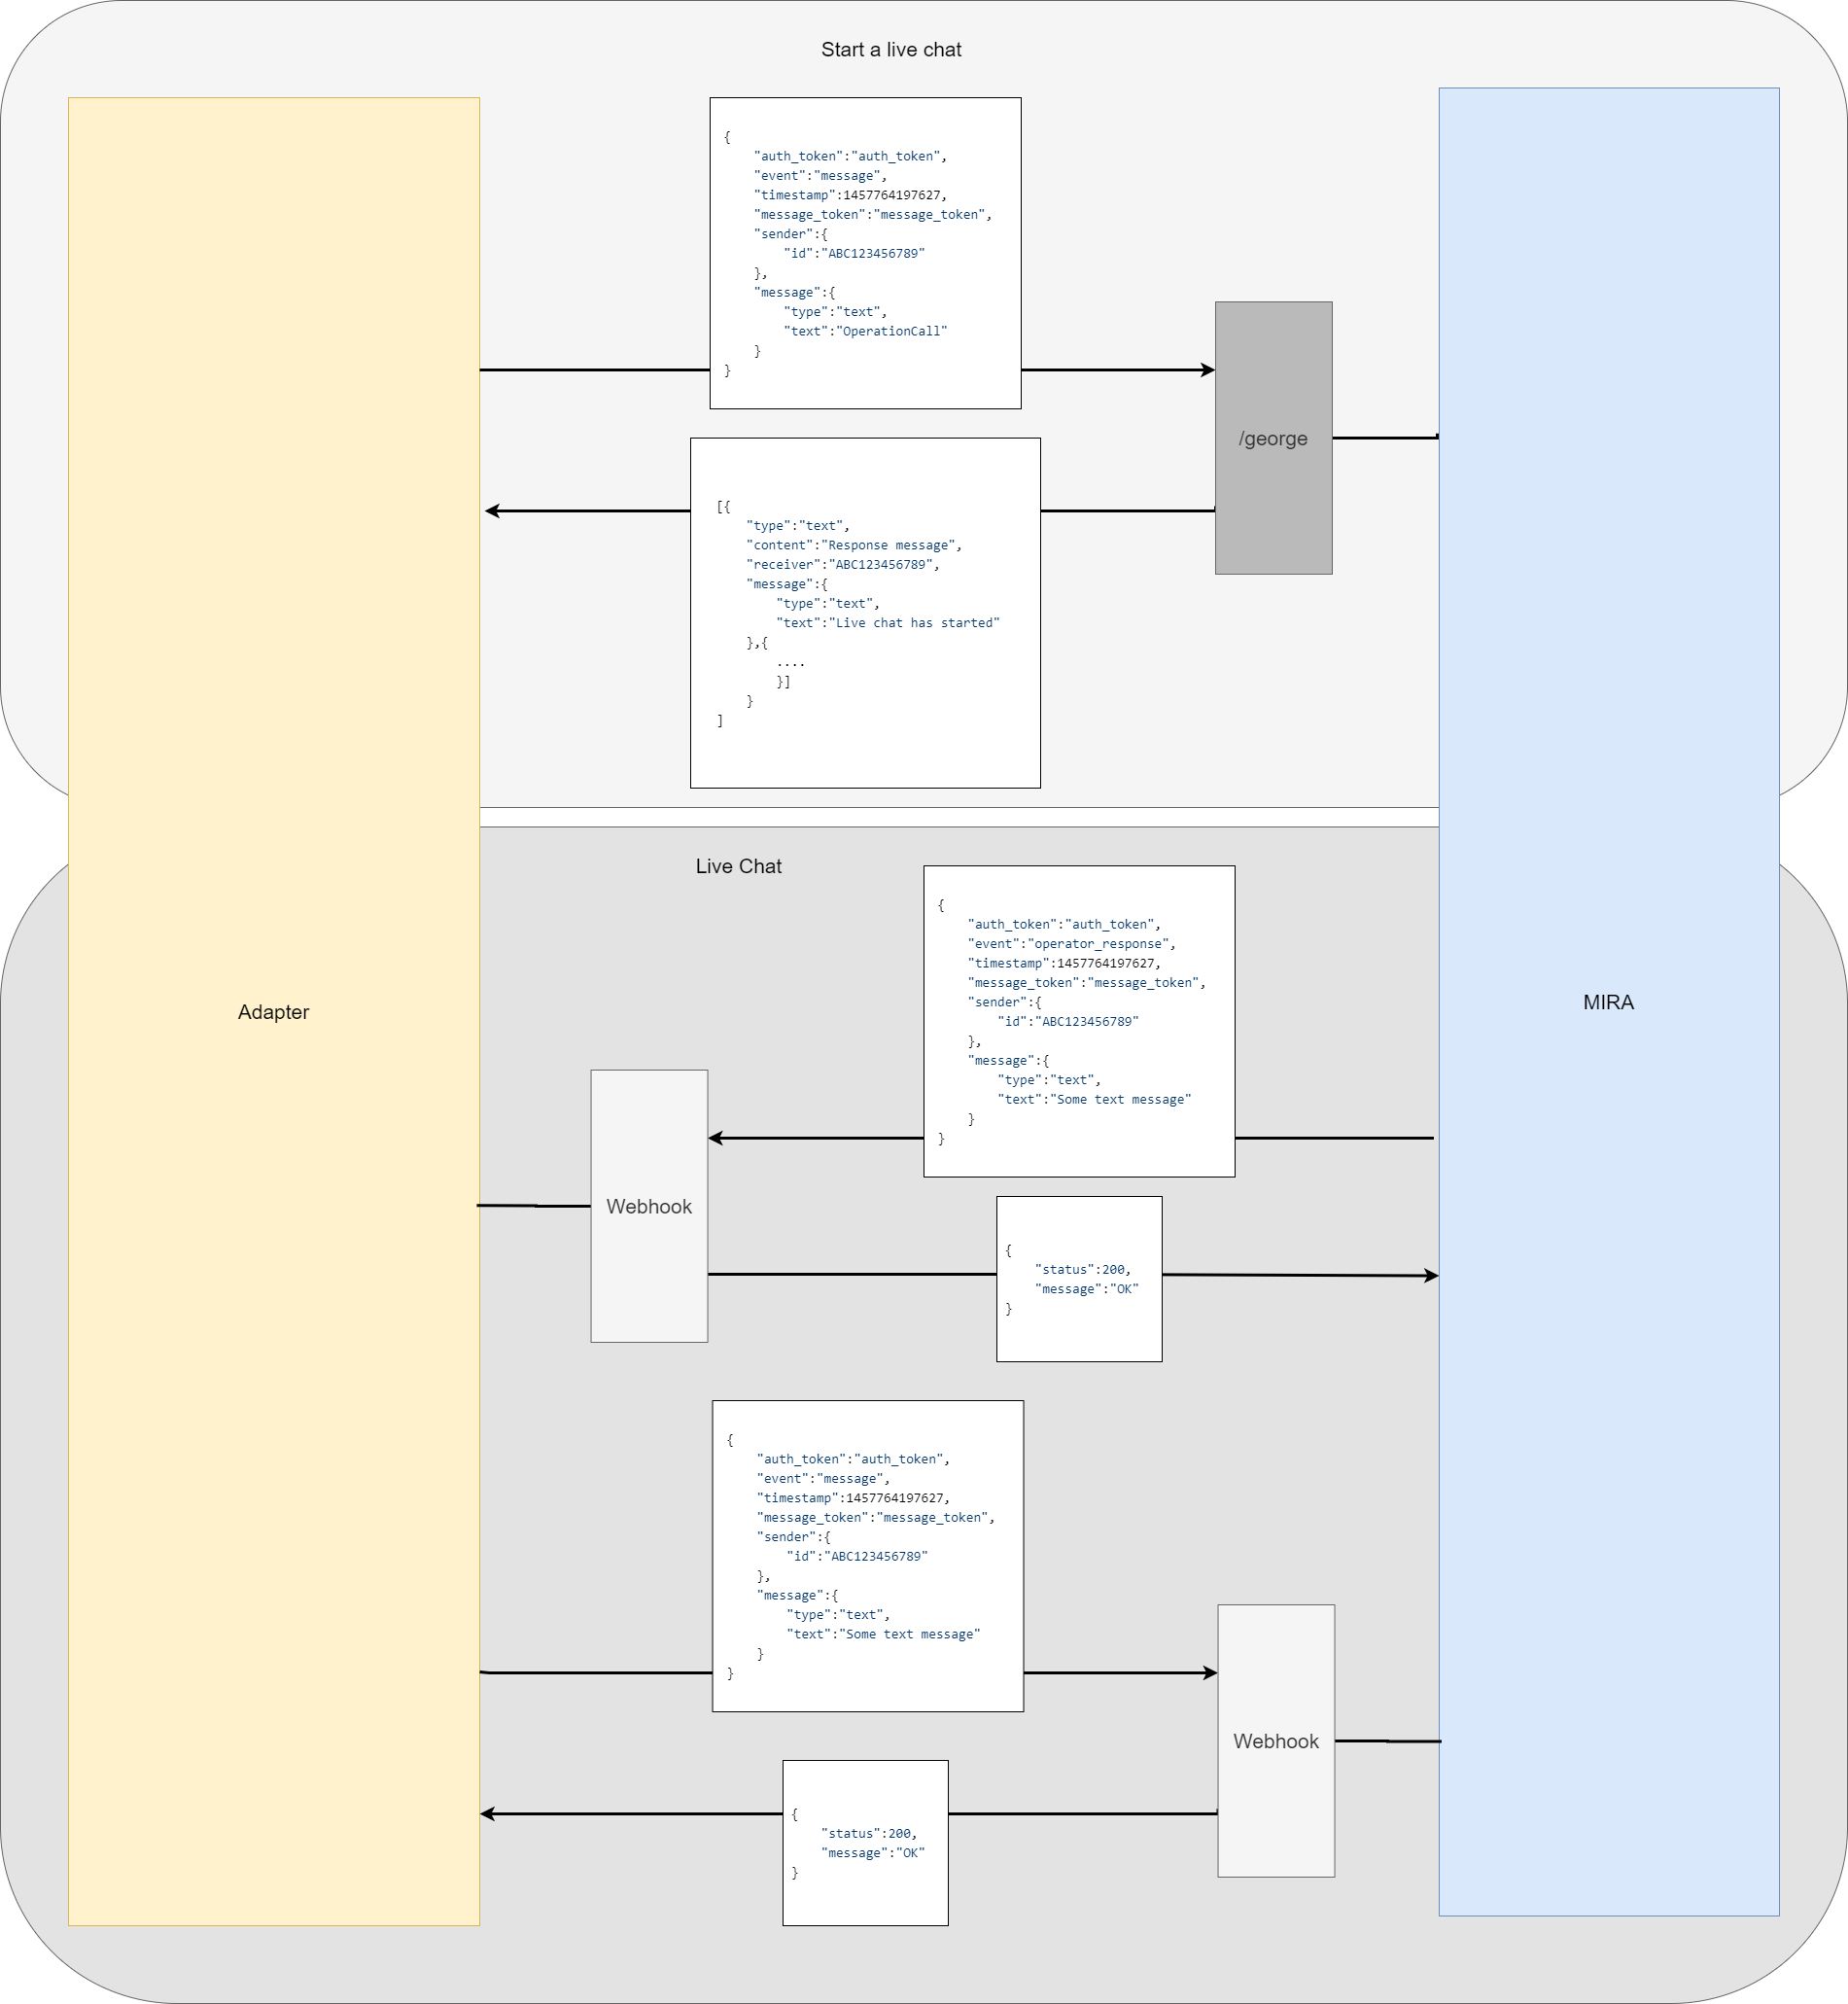 Start a live chat
{
    "auth_token":"auth_token",
    "event":"message",
    "timestamp":1457764197627,
    "message_token":"message_token",
    "sender":{
        "id":"ABC123456789"
    },
    "message":{
        "type":"text",
        "text":"OperationCall"
    }
}
/george
[{
    "type":"text",
    "content":"Response message",
    "receiver":"ABC123456789",
    "message":{
        "type":"text",
        "text":"Live chat has started"
    },{
        ....
        }]
    }
]
Live Chat
{
    "auth_token":"auth_token",
    "event":"operator_response",
    "timestamp":1457764197627,
    "message_token":"message_token",
    "sender":{
        "id":"ABC123456789"
    },
    "message":{
        "type":"text",
        "text":"Some text message"
    }
}
Adapter
MIRA
Webhook
{
    "status":200,
    "message":"OK"
}
{
    "auth_token":"auth_token",
    "event":"message",
    "timestamp":1457764197627,
    "message_token":"message_token",
    "sender":{
        "id":"ABC123456789"
    },
    "message":{
        "type":"text",
        "text":"Some text message"
    }
}
Webhook
{
    "status":200,
    "message":"OK"
}